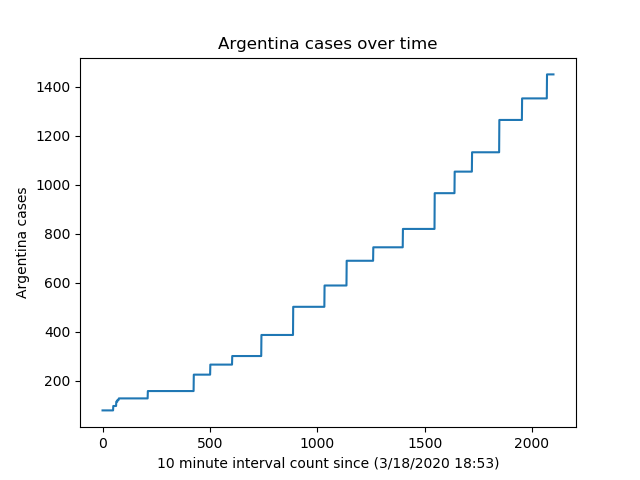 Argentina cases over time
1400
1200
1000
800
600
400
200
Argentina cases
0 500 1000 1500 2000
10 minute interval count since (3/18/2020 18:53)